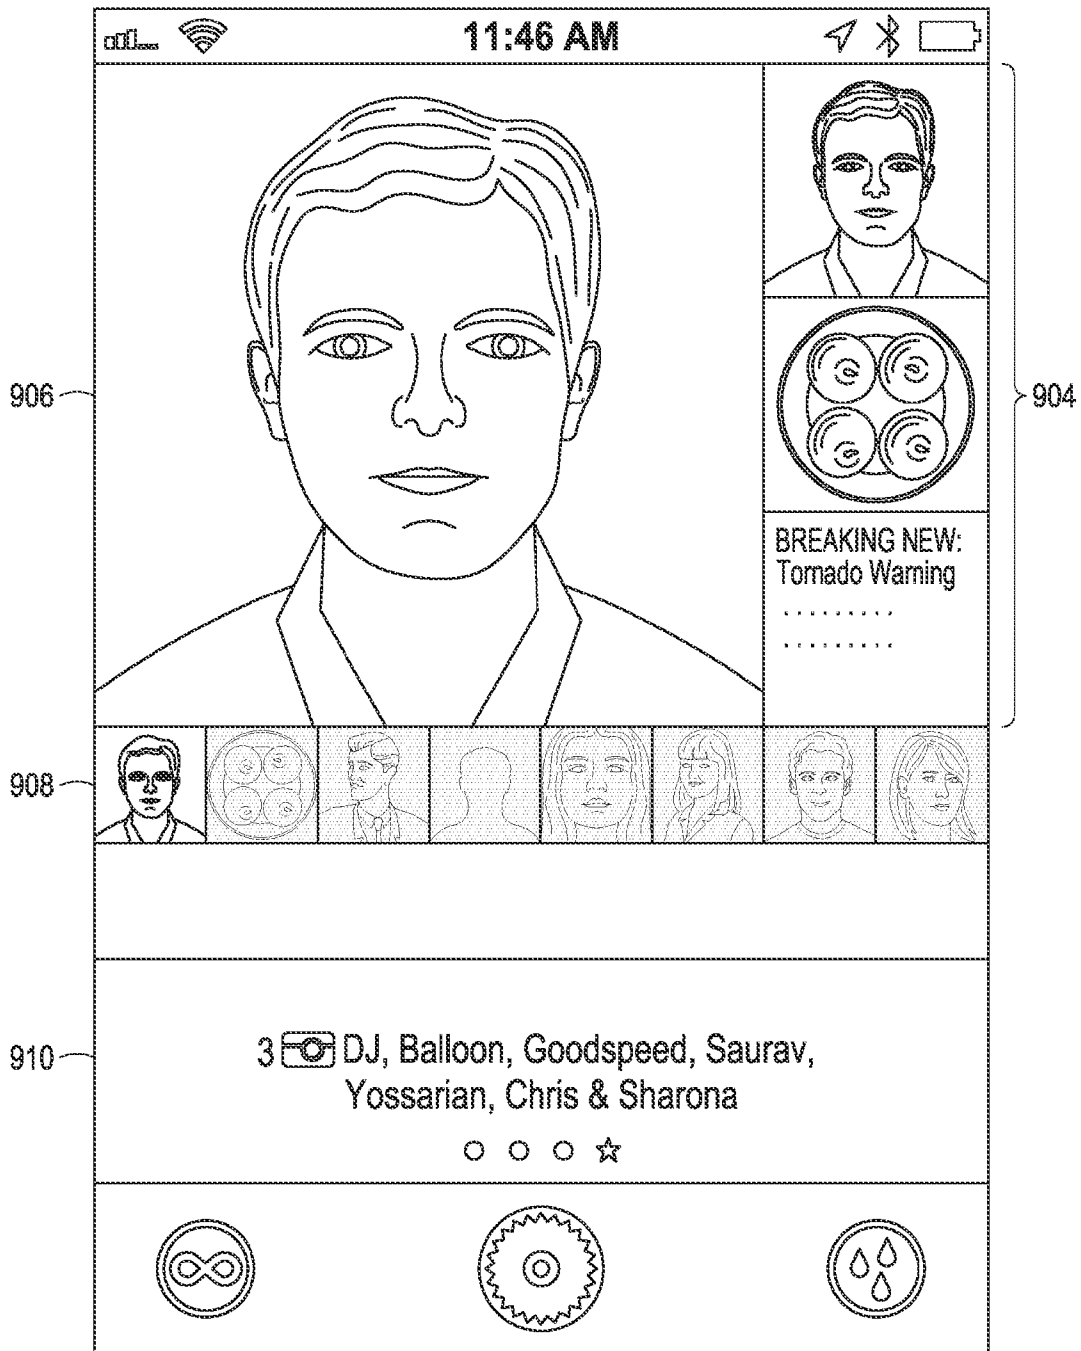 11:46 AM
906
904
BREAKING NEW:
Tornado Warning
908
910
3 DJ, Balloon, Goodspeed, Saurav,
Yossarian, Chris & Sharona